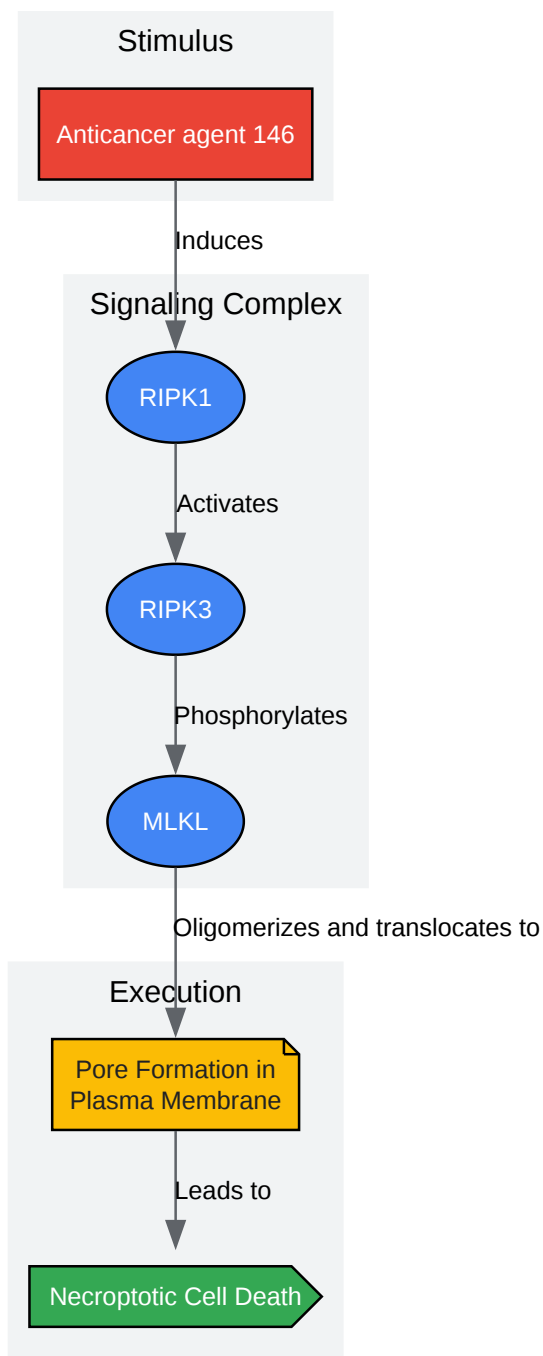 Stimulus
Anticancer agent 146
Induces
Signaling Complex
RIPK1
Activates
RIPK3
Phosphorylates
MLKL
Oligomerizes and translocates to
Execution
Pore Formation in
Plasma Membrane
Leads to
Necroptotic Cell Death